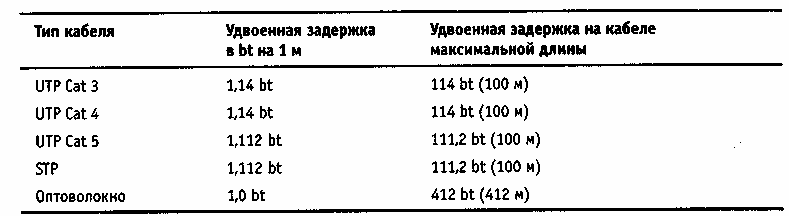 Тип кабеля Удвоенная задержка Удвоенная задержка на кабеле
в bt на 1 м максимальной длины
UTP Cat 3 1,14 bt 114 bt (100 м)
UTP Cat 4 1,14 bt 114 bt (100 м)
UTP Cat 5 1,112 bt 111,2 bt (100 м)
STP 1,112 bt 111,2 bt (100 м)
Оптоволокно 1,0 bt 412 bt (412 м)